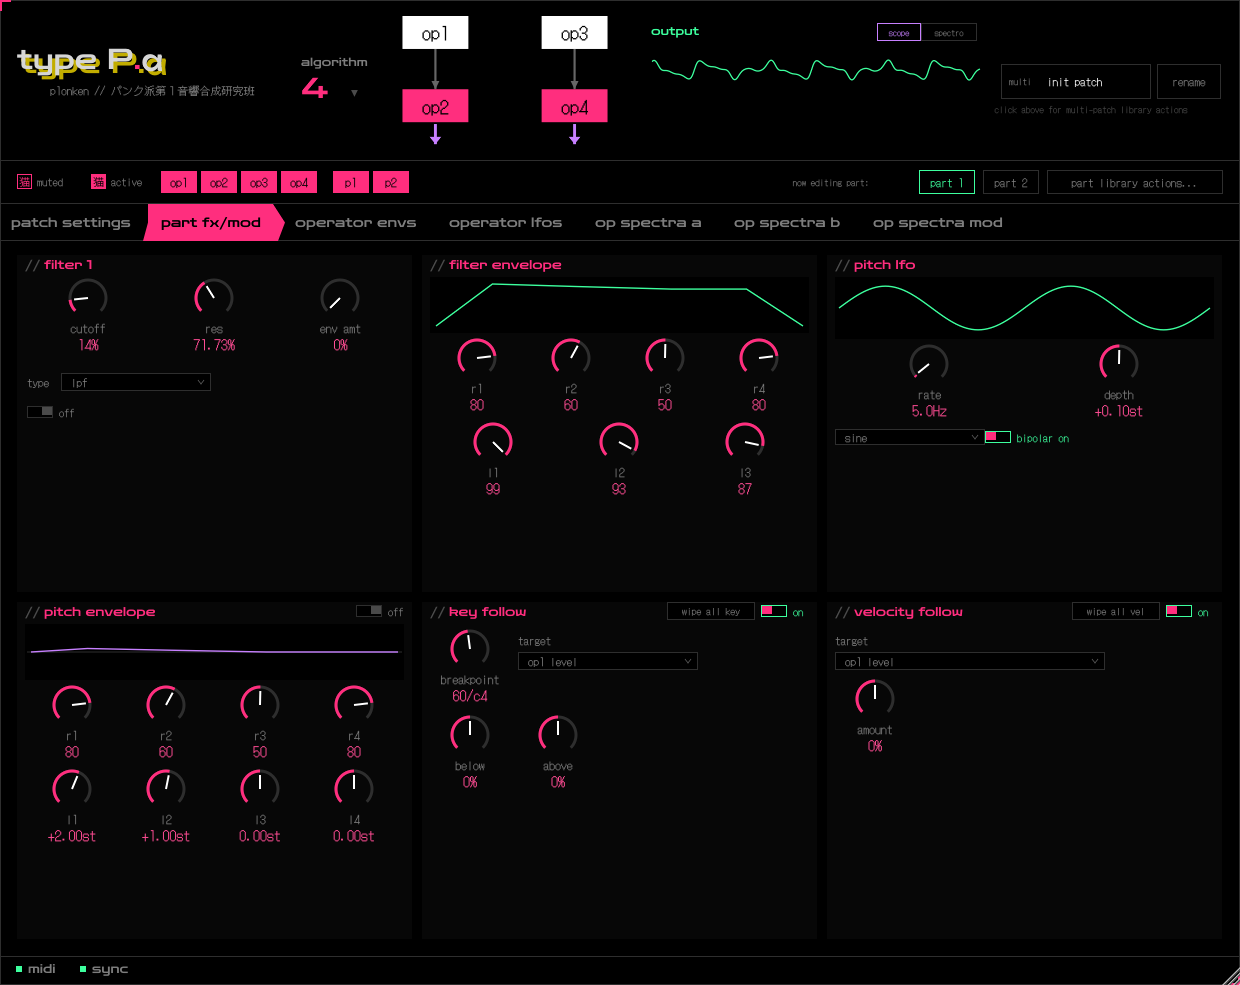 type P.a
plonken // パンク派第1音響合成研究班
algorithm
4
op1
op3
op2
op4
output
scope
spectro
multi
init patch
rename
click above for multi-patch library actions
猫 muted
猫 active
op1 op2 op3 op4 p1 p2
now editing part:
part 1
part 2
part library actions...
patch settings
part fx/mod
operator envs
operator lfos
op spectra a
op spectra b
op spectra mod
// filter 1
cutoff res env amt
14% 71.73% 0%
type lpf
off
// filter envelope
r1 r2 r3 r4
80 60 50 80
l1 l2 l3
99 93 87
// pitch lfo
rate depth
5.0Hz +0.10st
sine
bipolar on
// pitch envelope
off
r1 r2 r3 r4
80 60 50 80
l1 l2 l3 l4
+2.00st +1.00st 0.00st 0.00st
// key follow
wipe all key
on
target
op1 level
breakpoint
60/c4
below above
0% 0%
// velocity follow
wipe all vel
on
target
op1 level
amount
0%
midi
sync